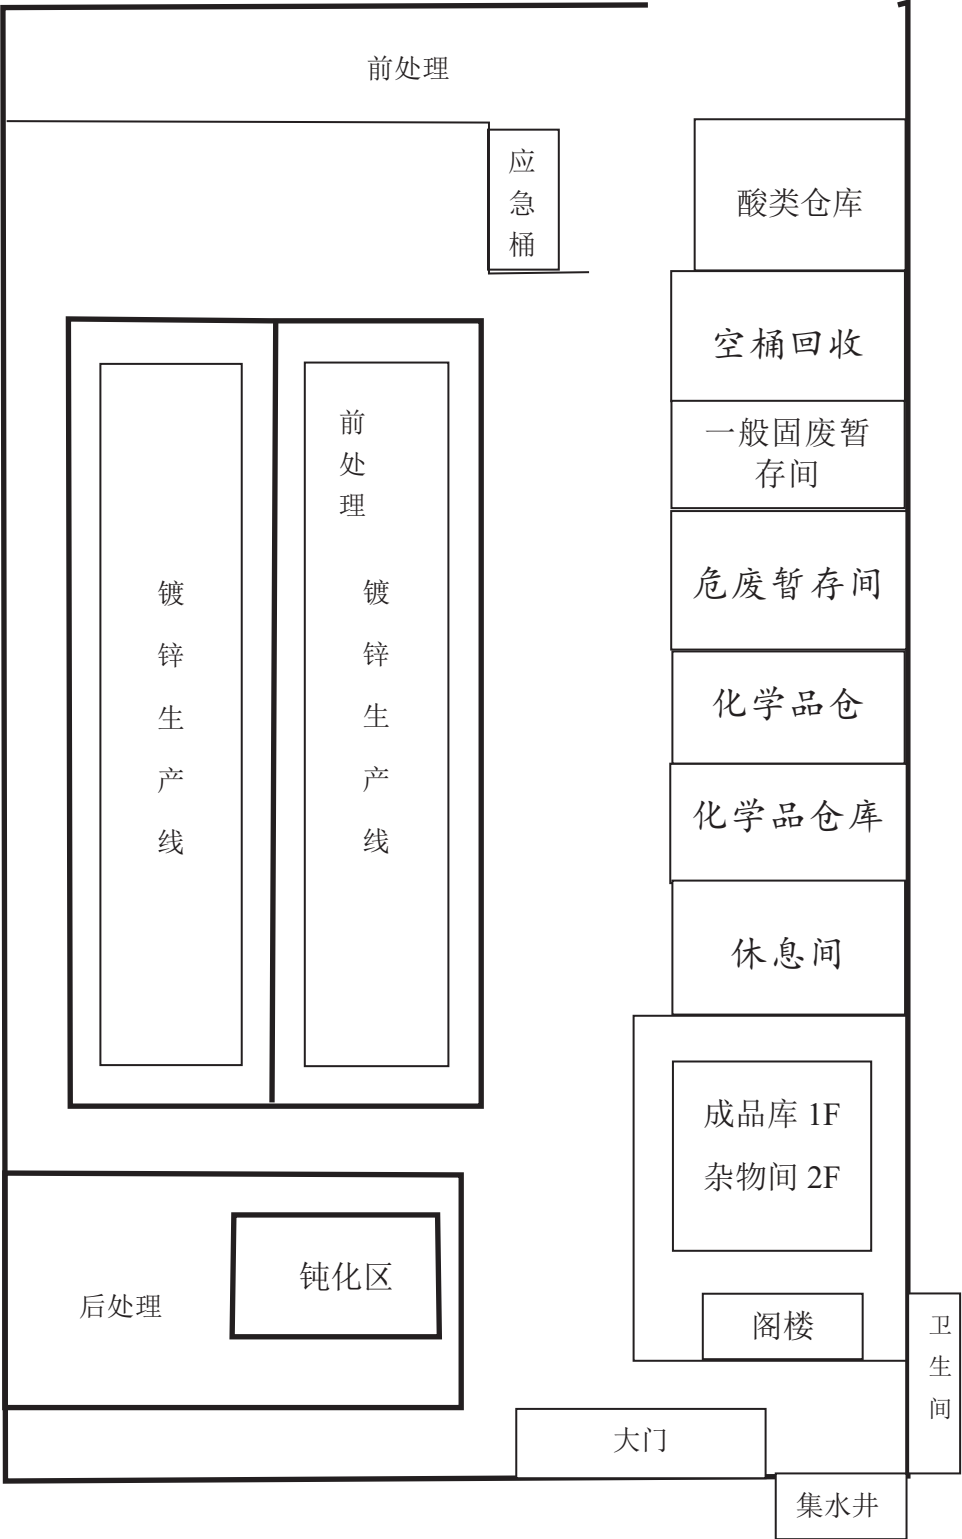 前处理
应急桶
酸类仓库
空桶回收
一般固废暂
存间
前处理
镀锌生产线
镀锌生产线
危废暂存间
化学品仓
化学品仓库
休息间
成品库 1F
杂物间 2F
钝化区
后处理
阁楼
卫生间
大门
集水井